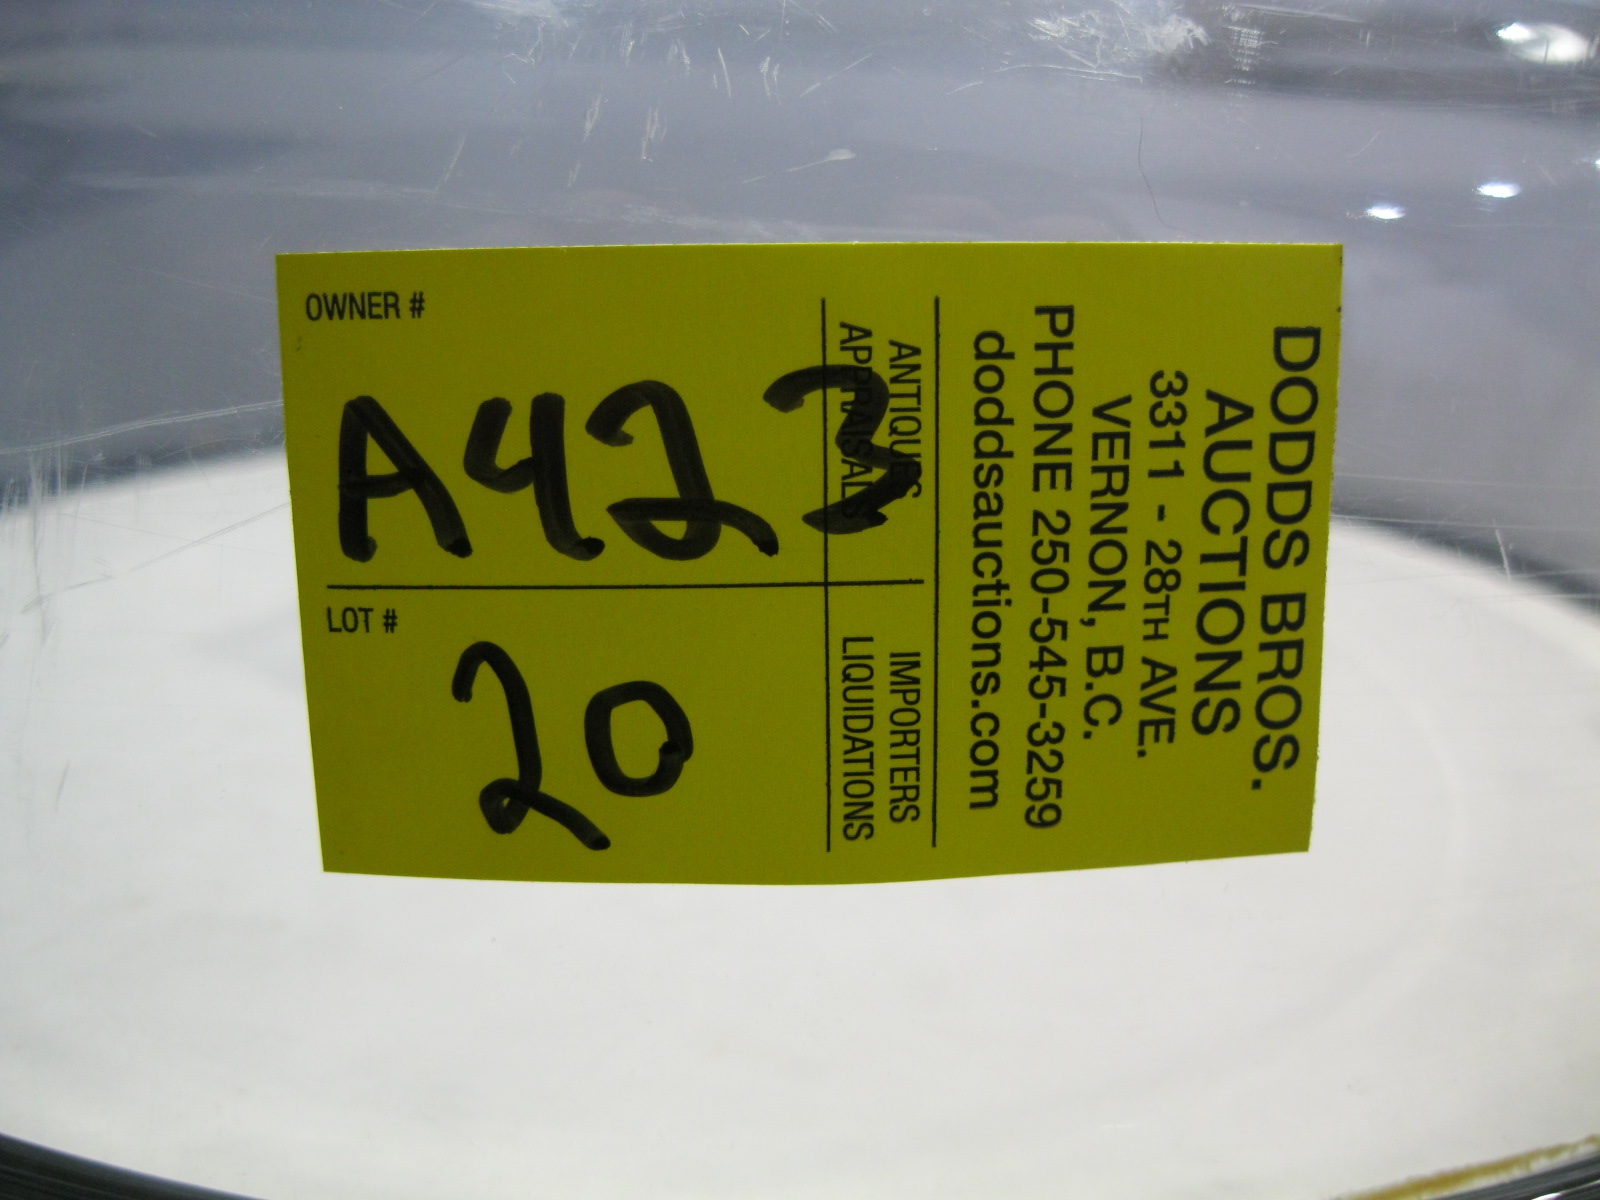 DODDS BROS.
AUCTIONS
3311 - 28TH AVE.
VERNON, B.C.
PHONE 250-545-3259
doddsauctions.com
ANTIQUES IMPORTERS
APPRAISALS LIQUIDATIONS
OWNER #
A423
LOT #
20